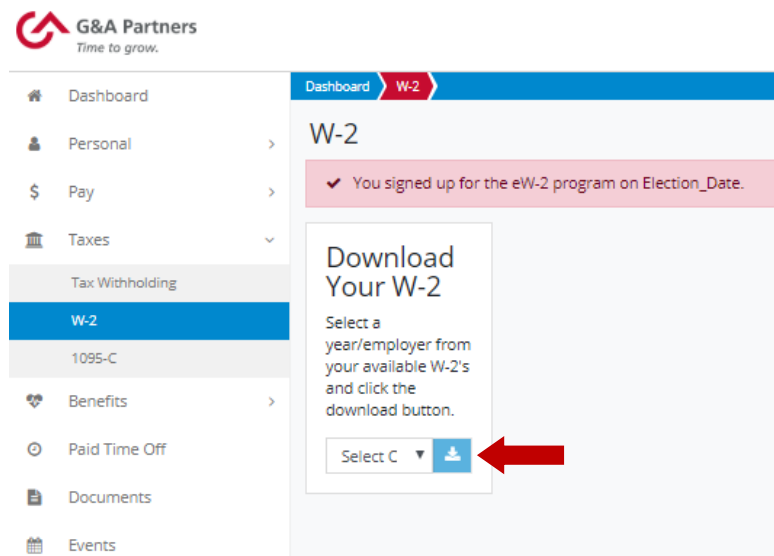 G&A Partners
Time to grow.
Dashboard
Personal
Pay
Taxes
Tax Withholding
W-2
1095-C
Benefits
Paid Time Off
Documents
Events
Dashboard
W-2
W-2
You signed up for the eW-2 program on Election_Date.
Download
Your W-2
Select a
year/employer from
your available W-2's
and click the
download button.
Select C